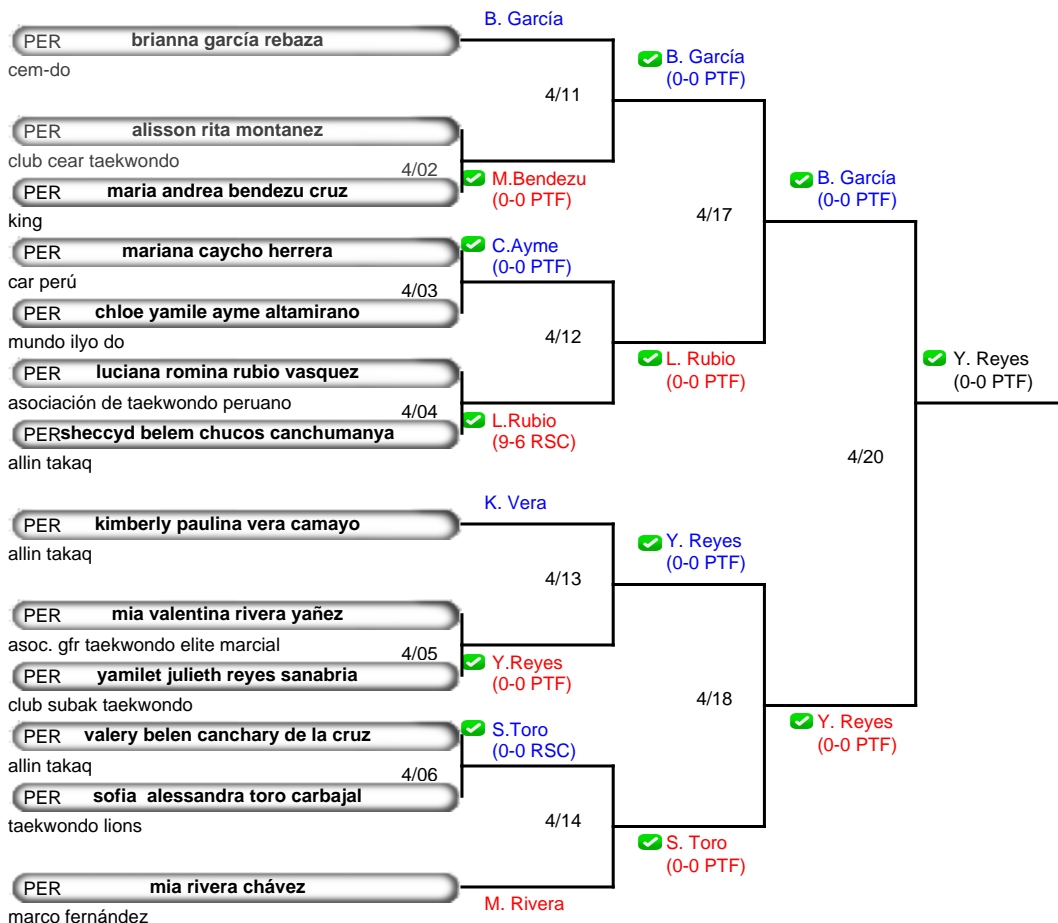 B. García
PER brianna garcía rebaza
cem-do
B. García
(0-0 PTF)
4/11
PER alisson rita montanez
club cear taekwondo
4/02
PER maria andrea bendezu cruz
king
M.Bendezu
(0-0 PTF)
B. García
(0-0 PTF)
4/17
PER mariana caycho herrera
car perú
C.Ayme
(0-0 PTF)
4/03
PER chloe yamile ayme altamirano
mundo ilyo do
4/12
PER luciana romina rubio vasquez
asociación de taekwondo peruano
L. Rubio
(0-0 PTF)
Y. Reyes
(0-0 PTF)
4/04
PERsheccyd belem chucos canchumanya
allin takaq
L.Rubio
(9-6 RSC)
4/20
K. Vera
PER kimberly paulina vera camayo
allin takaq
Y. Reyes
(0-0 PTF)
4/13
PER mia valentina rivera yañez
asoc. gfr taekwondo elite marcial
4/05
PER yamilet julieth reyes sanabria
club subak taekwondo
Y.Reyes
(0-0 PTF)
4/18
PER valery belen canchary de la cruz
allin takaq
S.Toro
(0-0 RSC)
Y. Reyes
(0-0 PTF)
4/06
PER sofia  alessandra toro carbajal
taekwondo lions
4/14
S. Toro
(0-0 PTF)
PER mia rivera chávez
marco fernández
M. Rivera